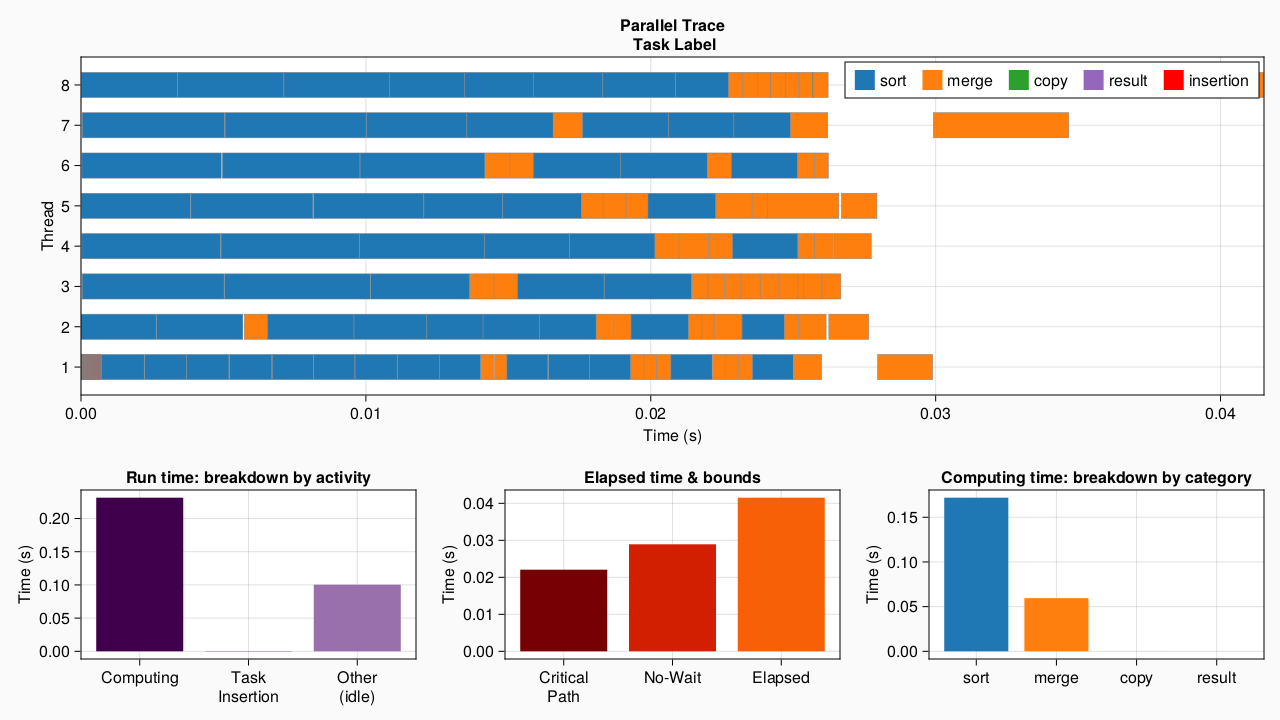 Parallel Trace
Task Label
sort merge copy result insertion
8
7
6
5
4
3
2
1
Thread
0.00 0.01 0.02 0.03 0.04
Time (s)
Run time: breakdown by activity
Time (s)
0.20
0.15
0.10
0.05
0.00
Computing Task Insertion Other (idle)
Elapsed time & bounds
Time (s)
0.04
0.03
0.02
0.01
0.00
Critical Path No-Wait Elapsed
Computing time: breakdown by category
Time (s)
0.15
0.10
0.05
0.00
sort merge copy result